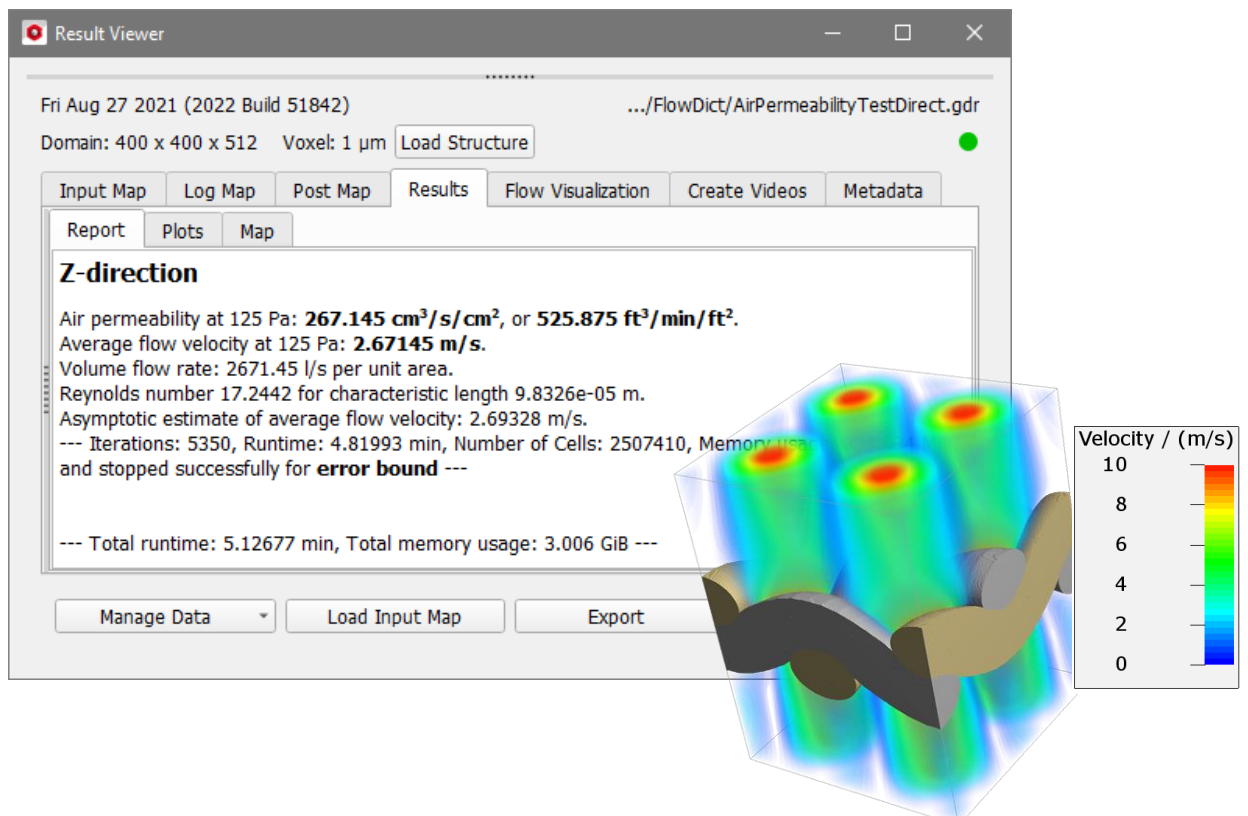 Result Viewer
Fri Aug 27 2021 (2022 Build 51842) .../FlowDict/AirPermeabilityTestDirect.gdr
Domain: 400 x 400 x 512 Voxel: 1 µm Load Structure
Input Map Log Map Post Map Results Flow Visualization Create Videos Metadata
Report Plots Map
Z-direction
Air permeability at 125 Pa: 267.145 cm³/s/cm², or 525.875 ft³/min/ft².
Average flow velocity at 125 Pa: 2.67145 m/s.
Volume flow rate: 2671.45 l/s per unit area.
Reynolds number 17.2442 for characteristic length 9.8326e-05 m.
Asymptotic estimate of average flow velocity: 2.69328 m/s.
--- Iterations: 5350, Runtime: 4.81993 min, Number of Cells: 2507410, Memory
and stopped successfully for error bound ---
--- Total runtime: 5.12677 min, Total memory usage: 3.006 GiB ---
Manage Data Load Input Map Export
Velocity / (m/s)
10
8
6
4
2
0